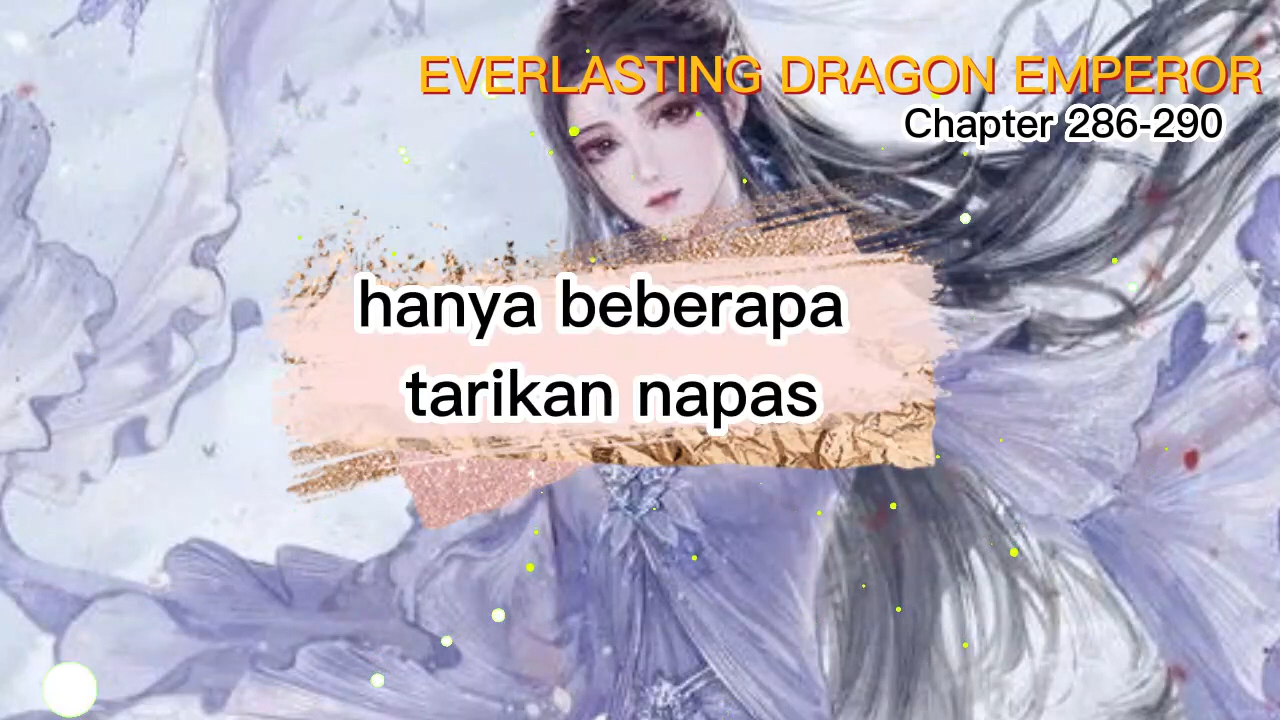 EVERLASTING DRAGON EMPEROR
Chapter 286-290
hanya beberapa
tarikan napas